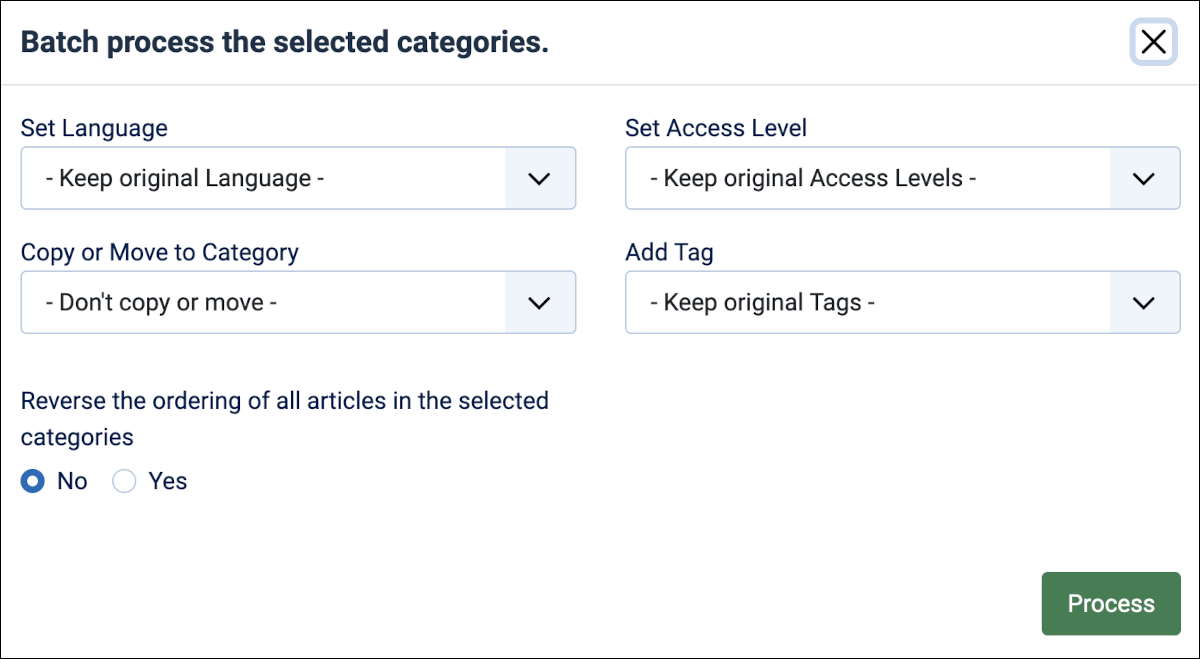 Batch process the selected categories.
Set Language
- Keep original Language -
Set Access Level
- Keep original Access Levels -
Copy or Move to Category
- Don't copy or move -
Add Tag
- Keep original Tags -
Reverse the ordering of all articles in the selected
categories
No Yes
Process